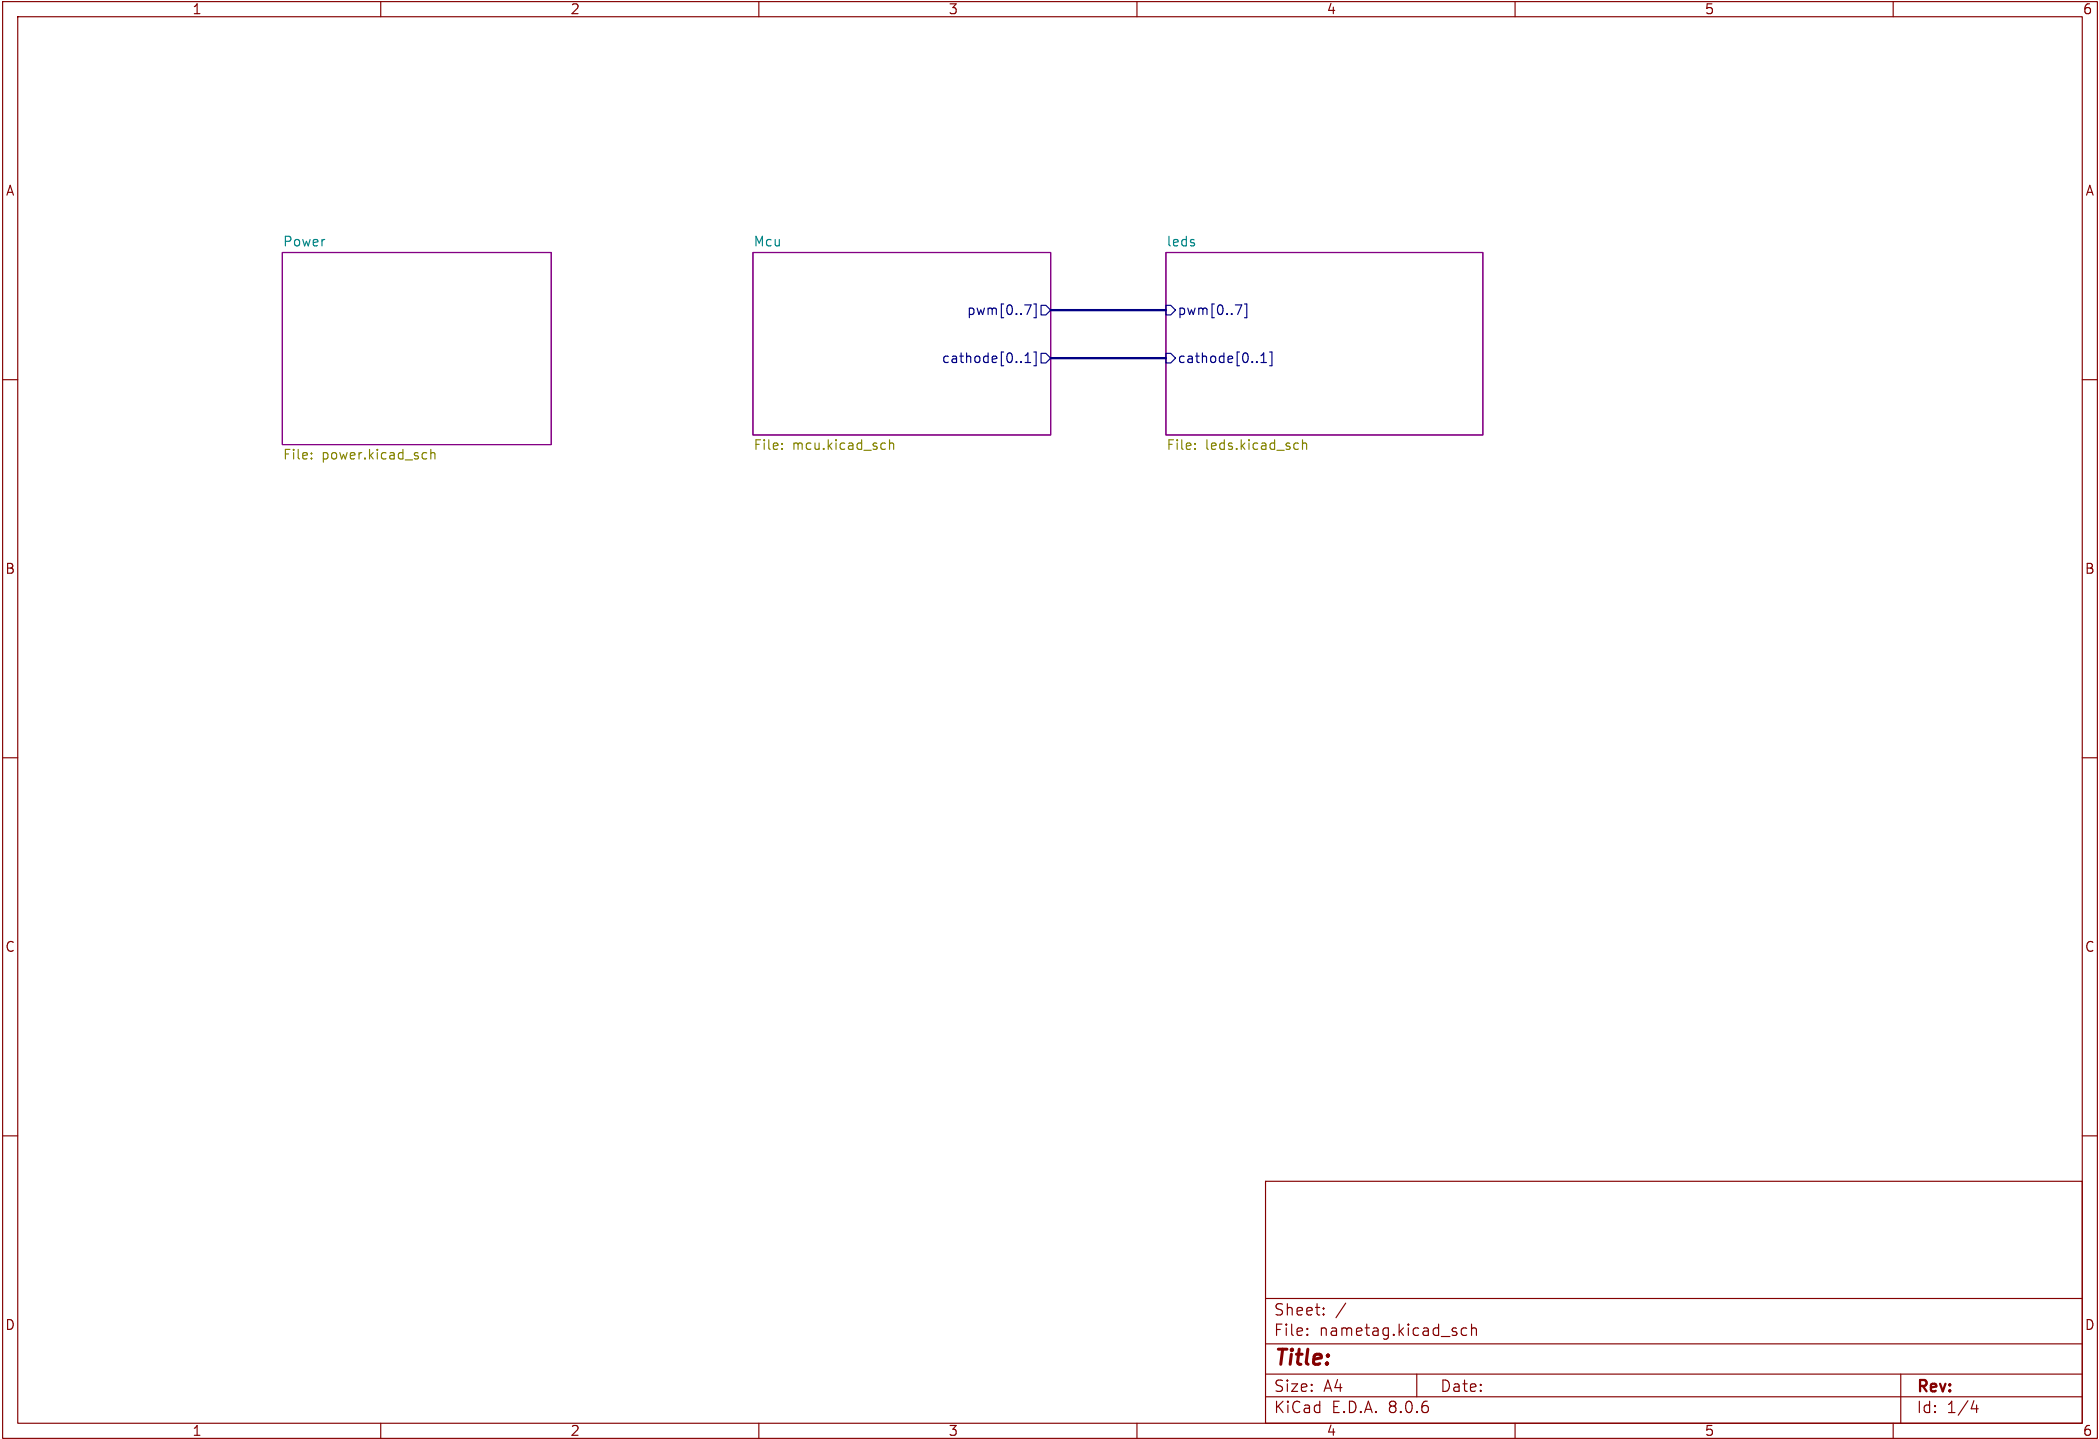 1 2 3 4 5 6
A A
Power Mcu leds
pwm[0..7] pwm[0..7]
cathode[0..1] cathode[0..1]
File: mcu.kicad_sch File: leds.kicad_sch
File: power.kicad_sch
B B
C C
Sheet: /
File: nametag.kicad_sch
D D
Title:
Size: A4 Date: Rev:
KiCad E.D.A. 8.0.6 Id: 1/4
1 2 3 4 5 6